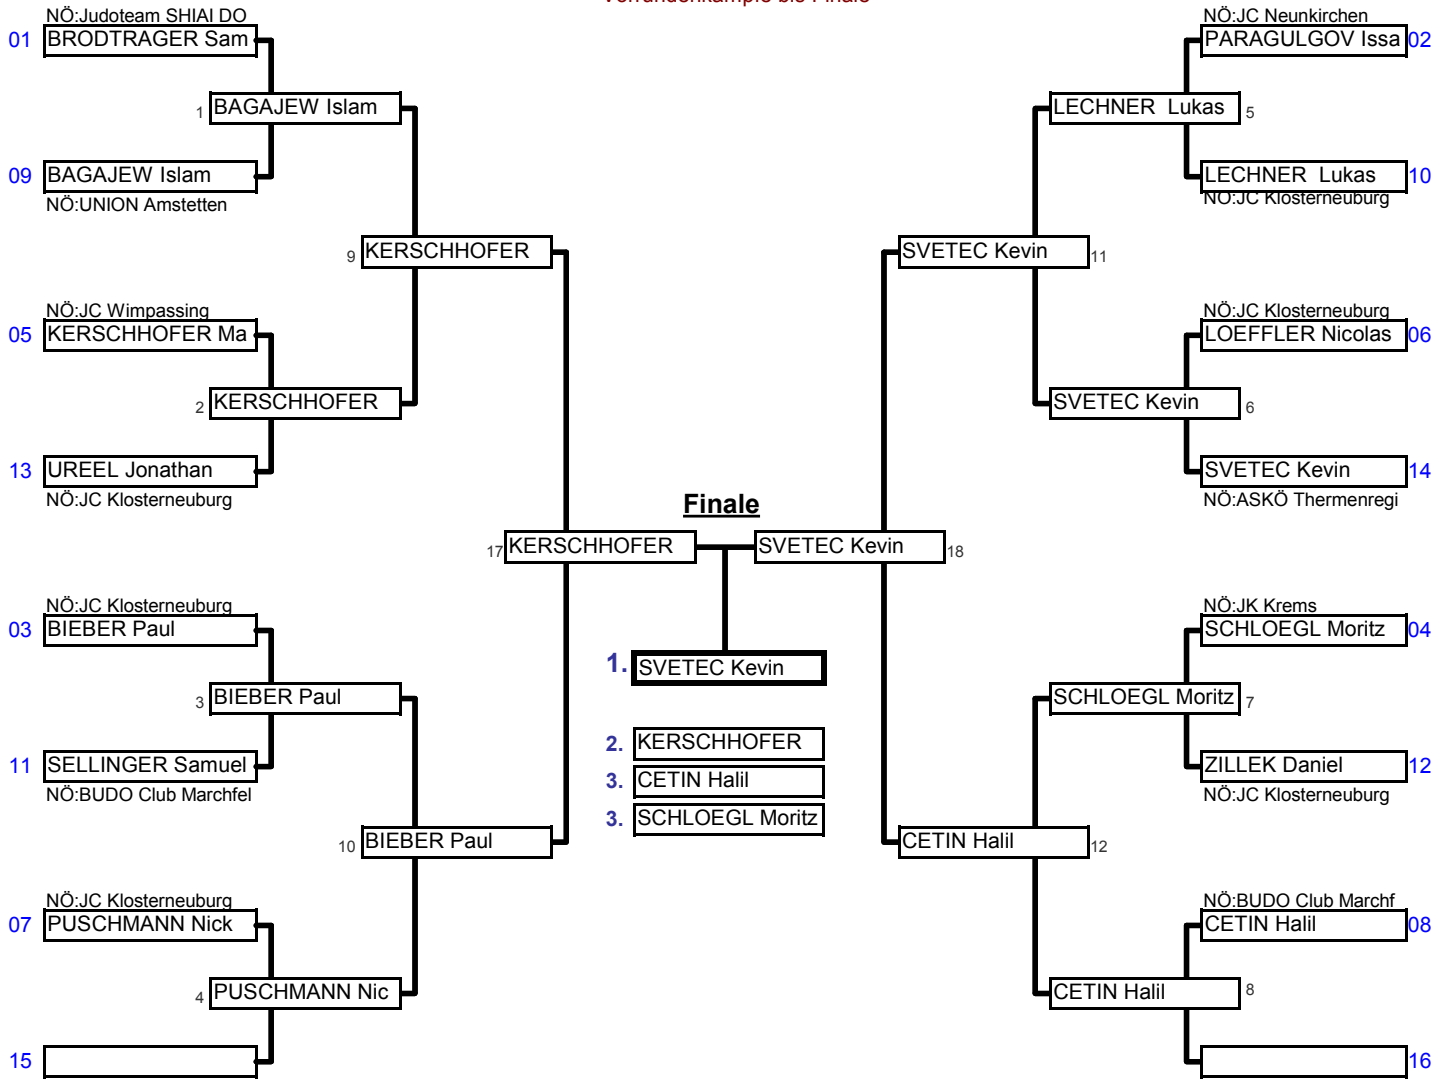 Vorrundenkämpfe bis Finale
NÖ:Judoteam SHIAI DO
01 BRODTRAGER Sam
1 BAGAJEW Islam
09 BAGAJEW Islam
NÖ:UNION Amstetten
9 KERSCHHOFER
NÖ:JC Wimpassing
05 KERSCHHOFER Ma
2 KERSCHHOFER
13 UREEL Jonathan
NÖ:JC Klosterneuburg
17 KERSCHHOFER
NÖ:JC Klosterneuburg
03 BIEBER Paul
3 BIEBER Paul
11 SELLINGER Samuel
NÖ:BUDO Club Marchfel
10 BIEBER Paul
NÖ:JC Klosterneuburg
07 PUSCHMANN Nick
4 PUSCHMANN Nic
15
Finale
1. SVETEC Kevin
2. KERSCHHOFER
3. CETIN Halil
3. SCHLOEGL Moritz
NÖ:JC Neunkirchen
PARAGULGOV Issa 02
LECHNER  Lukas 5
LECHNER  Lukas 10
NÖ:JC Klosterneuburg
SVETEC Kevin 11
NÖ:JC Klosterneuburg
LOEFFLER Nicolas 06
SVETEC Kevin 6
SVETEC Kevin 14
NÖ:ASKÖ Thermenregi
SVETEC Kevin 18
NÖ:JK Krems
SCHLOEGL Moritz 04
SCHLOEGL Moritz 7
ZILLEK Daniel 12
NÖ:JC Klosterneuburg
CETIN Halil 12
NÖ:BUDO Club Marchf
CETIN Halil 08
CETIN Halil 8
16